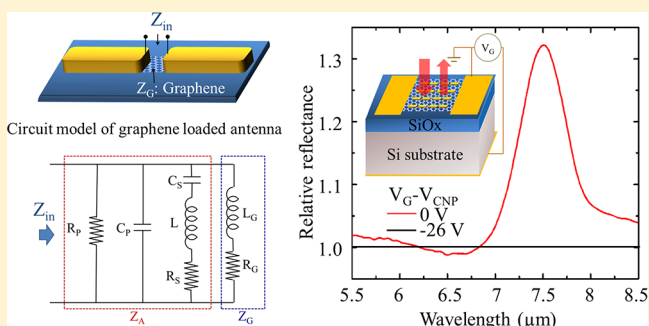 Z_in
Z_G: Graphene
Circuit model of graphene loaded antenna
Z_in
R_P
C_P
C_S
L
R_S
L_G
R_G
Z_A
Z_G
Relative reflectance
1.3
1.2
1.1
1.0
V_G
SiOx
Si substrate
V_G-V_CNP
0 V
-26 V
5.5 6 6.5 7.0 7.5 8.0 8.5
Wavelength (µm)